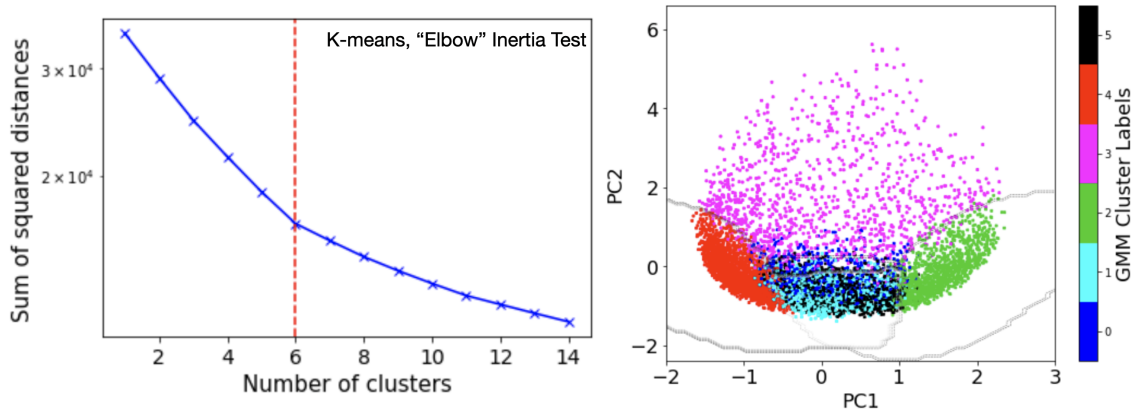 K-means, “Elbow” Inertia Test
Sum of squared distances
3 × 10⁴
2 × 10⁴
2 4 6 8 10 12 14
Number of clusters
PC2
6
4
2
0
−2
−2 −1 0 1 2 3
PC1
5
4
3
2
1
0
GMM Cluster Labels